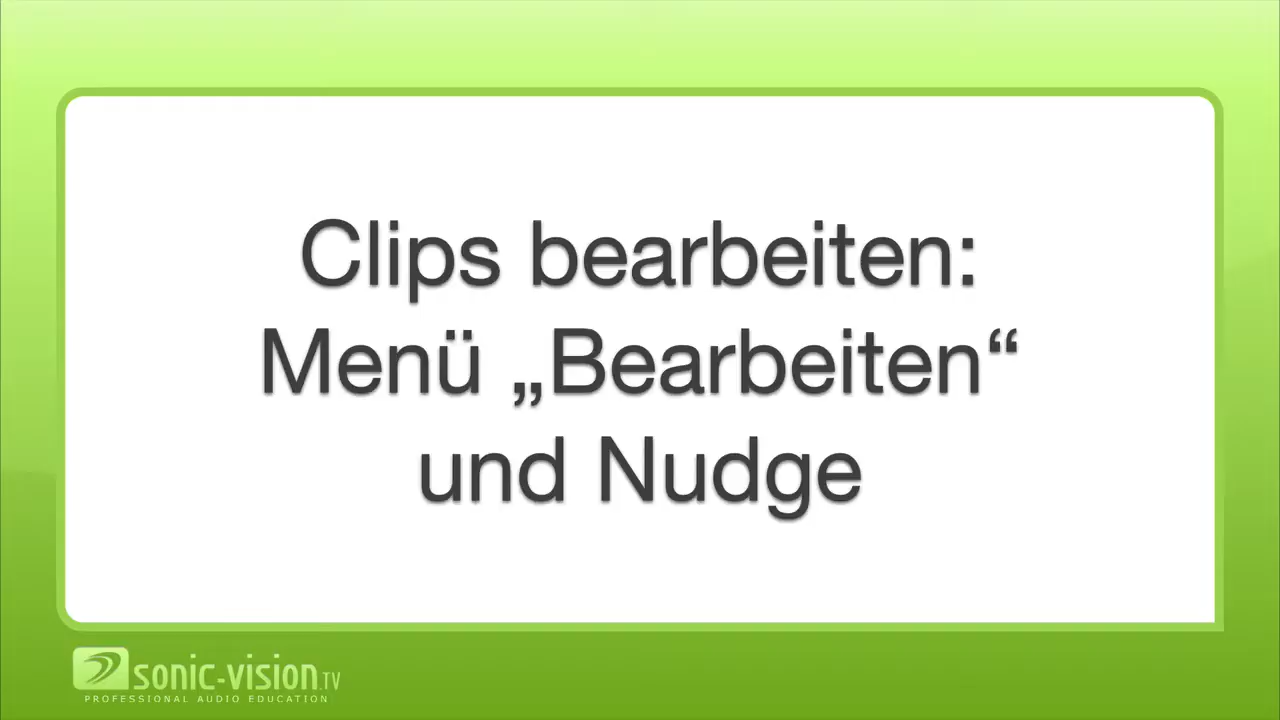 Clips bearbeiten:
Menü „Bearbeiten“
und Nudge
sonic-vision.TV
PROFESSIONAL AUDIO EDUCATION